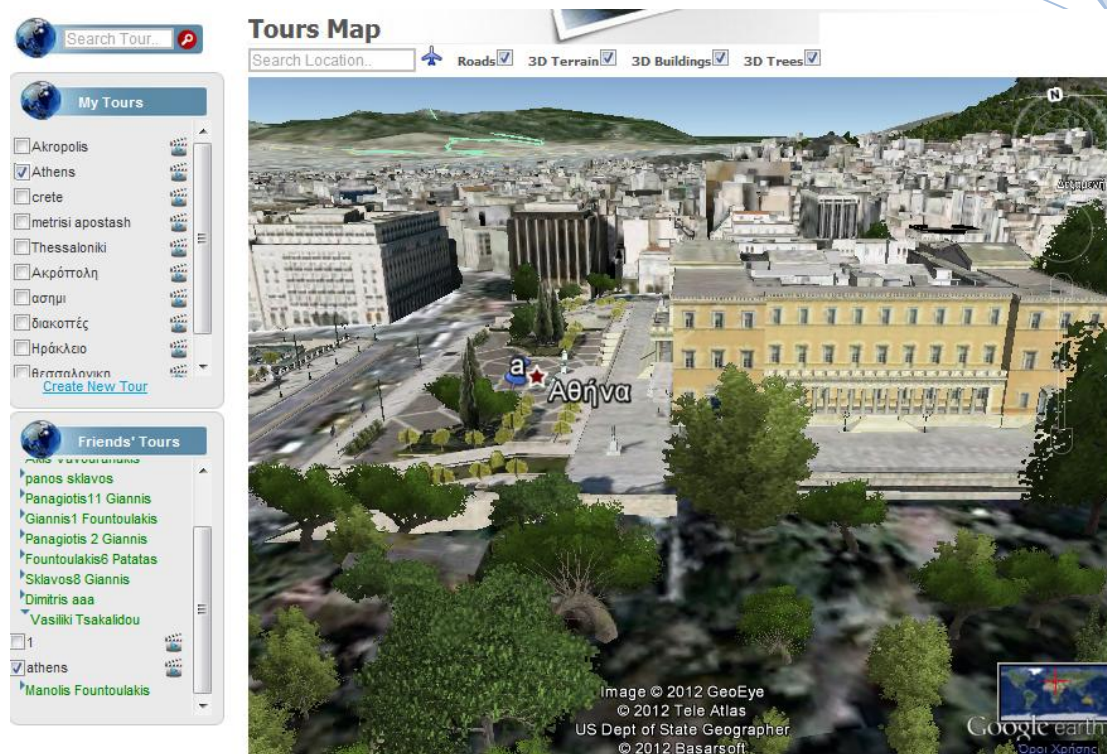 Search Tour..
My Tours
Akropolis
Athens
crete
metrisi apostash
Thessaloniki
Ακρόπολη
ασημι
διακοπτές
Ηράκλειο
Create New Tour
Friends' Tours
panos sklavos
Panagiotis11 Giannis
Giannis1 Fountoulakis
Panagiotis 2 Giannis
Fountoulakis6 Patatas
Sklavos8 Giannis
Dimitris aaa
Vasiliki Tsakalidou
1
athens
Manolis Fountoulakis
Tours Map
Search Location..
Roads 3D Terrain 3D Buildings 3D Trees
N
a
Αθήνα
Image © 2012 GeoEye
© 2012 Tele Atlas
US Dept of State Geographer
© 2012 Basarsoft
Google earth
Όροι Χρήσης